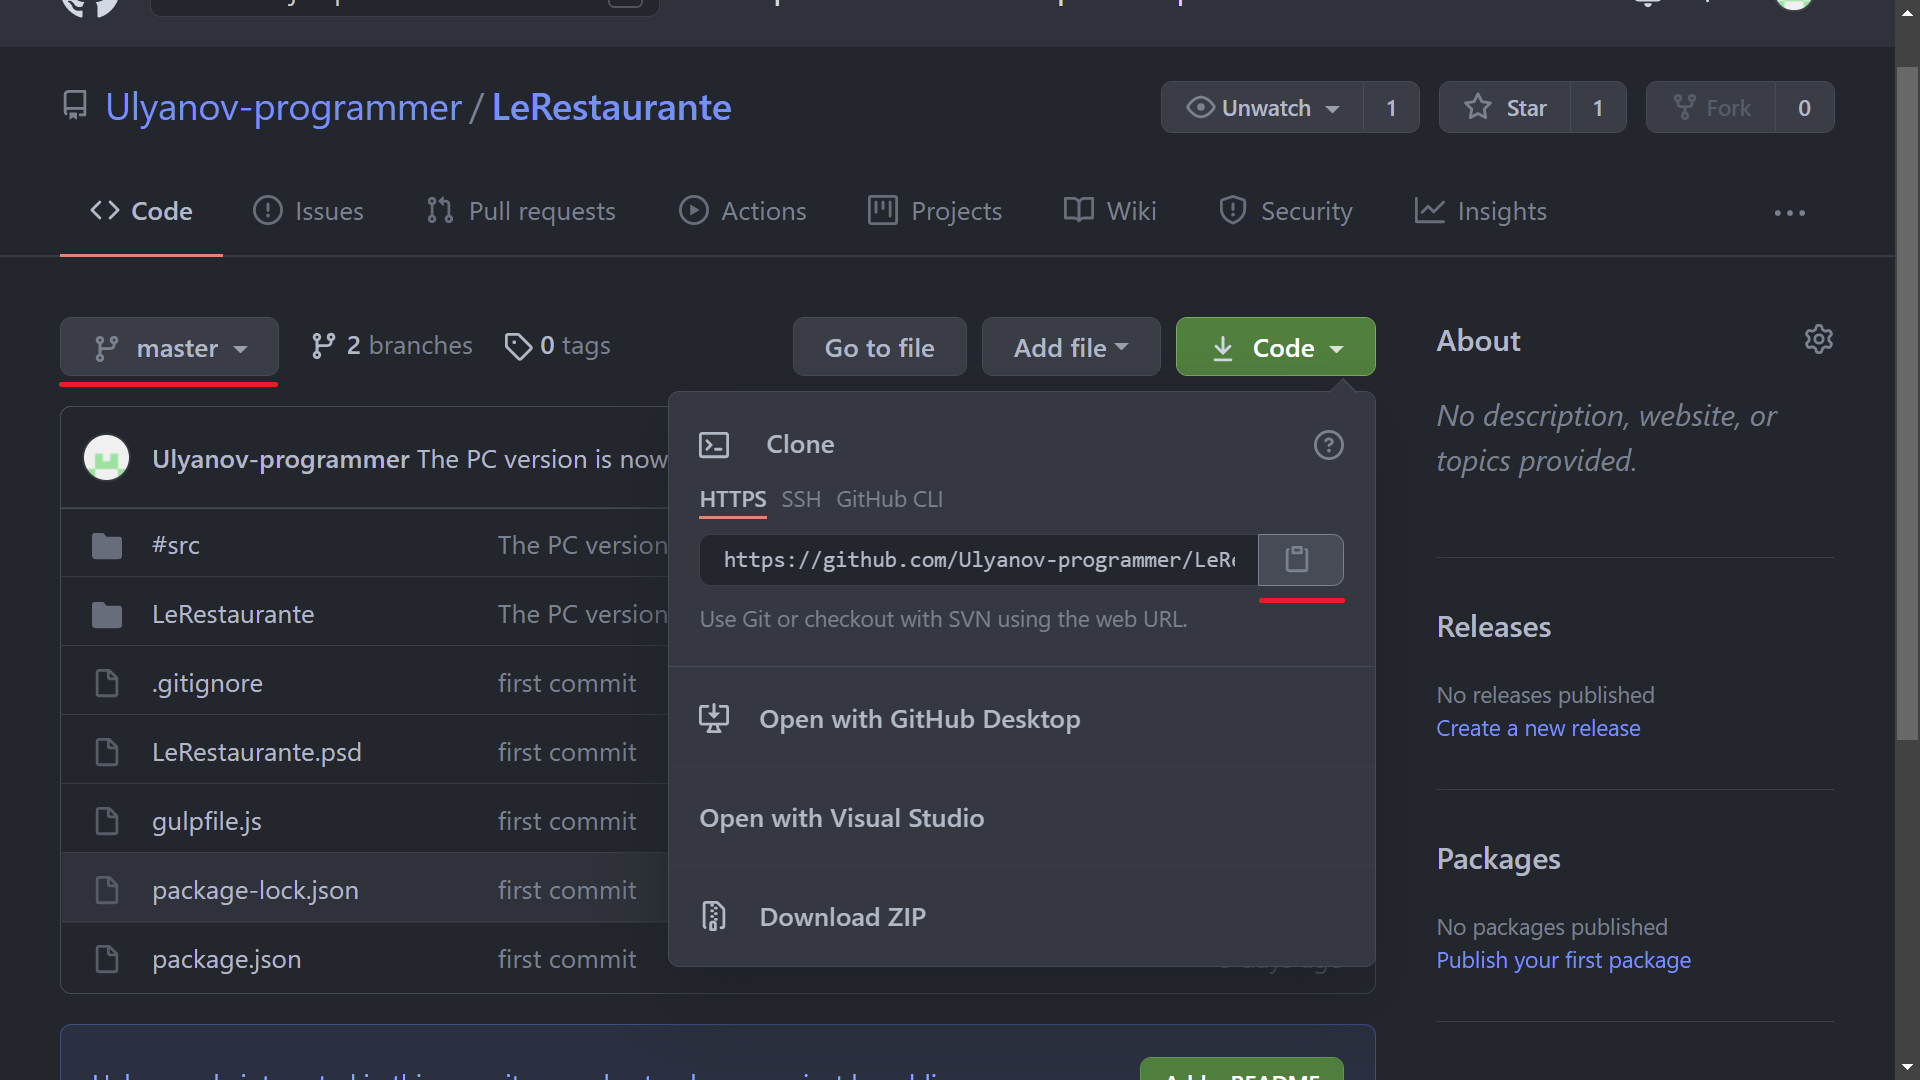 Ulyanov-programmer / LeRestaurante
Unwatch 1
Star 1
Fork 0
Code
Issues
Pull requests
Actions
Projects
Wiki
Security
Insights
master
2 branches
0 tags
Go to file
Add file
Code
Ulyanov-programmer The PC version is now
#src The PC version
LeRestaurante The PC version
.gitignore first commit
LeRestaurante.psd first commit
gulpfile.js first commit
package-lock.json first commit
package.json first commit
Clone
HTTPS SSH GitHub CLI
https://github.com/Ulyanov-programmer/LeRe
Use Git or checkout with SVN using the web URL.
Open with GitHub Desktop
Open with Visual Studio
Download ZIP
About
No description, website, or
topics provided.
Releases
No releases published
Create a new release
Packages
No packages published
Publish your first package